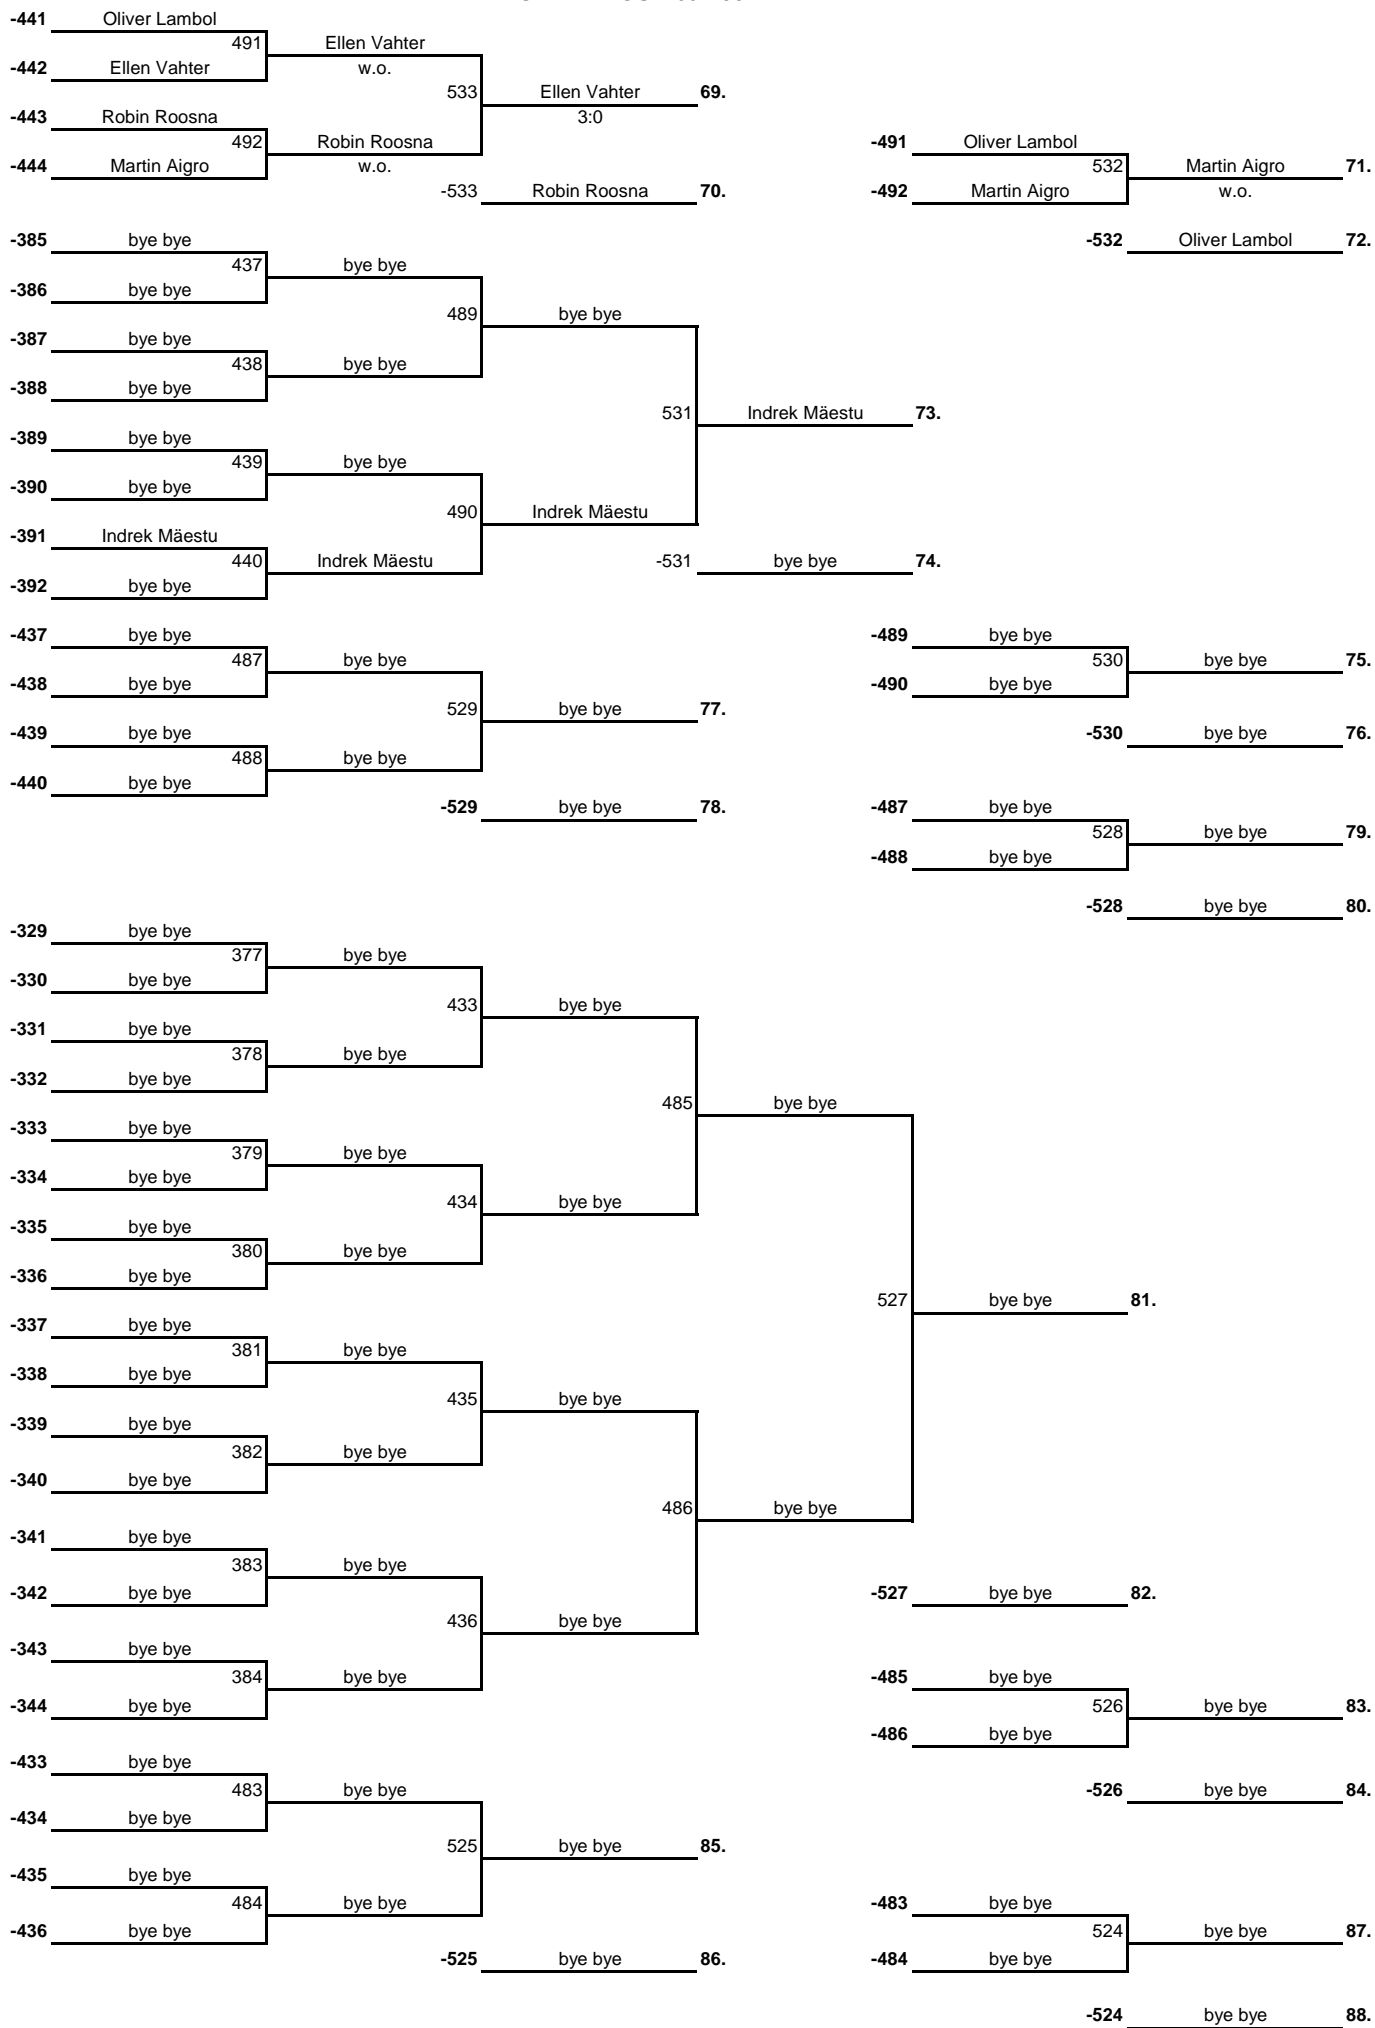 -441 Oliver Lambol
491 Ellen Vahter
-442 Ellen Vahter w.o.
533 Ellen Vahter 69.
-443 Robin Roosna 3:0
492 Robin Roosna -491 Oliver Lambol
-444 Martin Aigro w.o. 532 Martin Aigro 71.
-533 Robin Roosna 70. -492 Martin Aigro w.o.
-385 bye bye -532 Oliver Lambol 72.
437 bye bye
-386 bye bye
489 bye bye
-387 bye bye
438 bye bye
-388 bye bye
531 Indrek Mäestu 73.
-389 bye bye
439 bye bye
-390 bye bye
490 Indrek Mäestu
-391 Indrek Mäestu
440 Indrek Mäestu -531 bye bye 74.
-392 bye bye
-437 bye bye -489 bye bye
487 bye bye 530 bye bye 75.
-438 bye bye -490 bye bye
529 bye bye 77.
-439 bye bye -530 bye bye 76.
488 bye bye
-440 bye bye
-529 bye bye 78. -487 bye bye
528 bye bye 79.
-488 bye bye
-528 bye bye 80.
-329 bye bye
377 bye bye
-330 bye bye
433 bye bye
-331 bye bye
378 bye bye
-332 bye bye
485 bye bye
-333 bye bye
379 bye bye
-334 bye bye
434 bye bye
-335 bye bye
380 bye bye
-336 bye bye
527 bye bye 81.
-337 bye bye
381 bye bye
-338 bye bye
435 bye bye
-339 bye bye
382 bye bye
-340 bye bye
486 bye bye
-341 bye bye
383 bye bye
-342 bye bye -527 bye bye 82.
436 bye bye
-343 bye bye
384 bye bye -485 bye bye
-344 bye bye 526 bye bye 83.
-486 bye bye
-433 bye bye
483 bye bye -526 bye bye 84.
-434 bye bye
525 bye bye 85.
-435 bye bye
484 bye bye -483 bye bye
-436 bye bye 524 bye bye 87.
-525 bye bye 86. -484 bye bye
-524 bye bye 88.